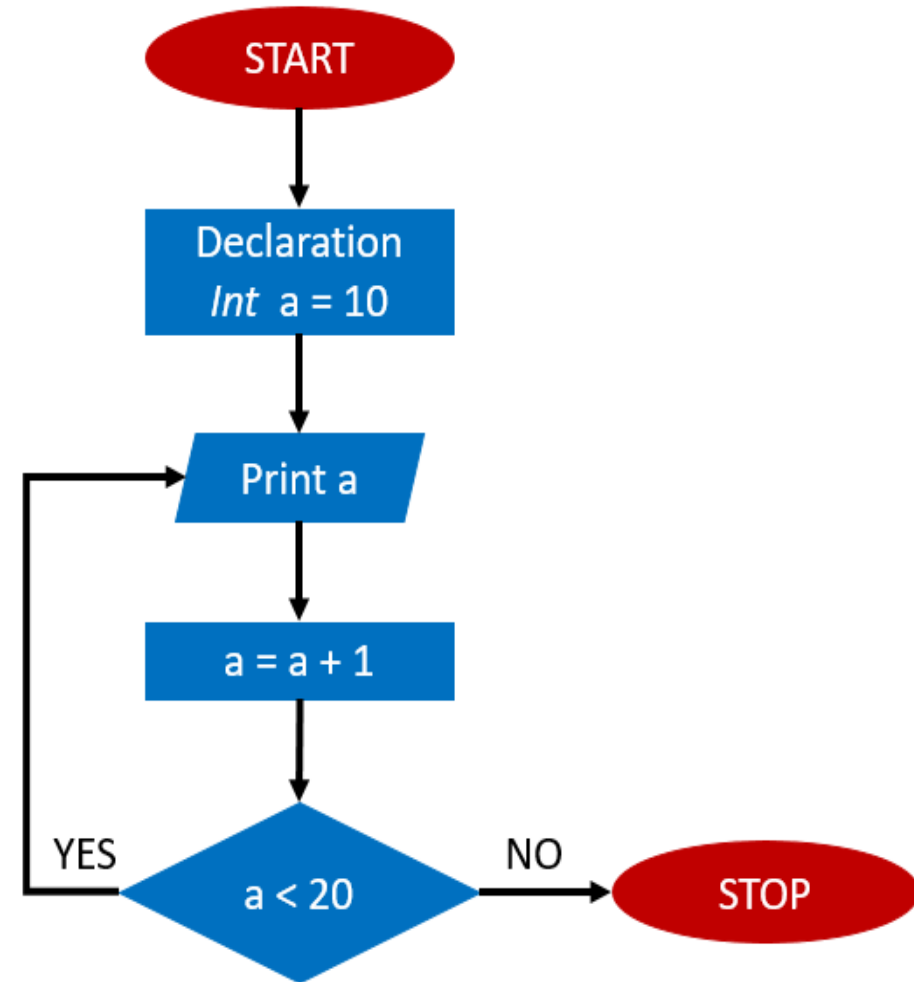 START
Declaration
Int a = 10
Print a
a = a + 1
YES
a < 20
NO
STOP